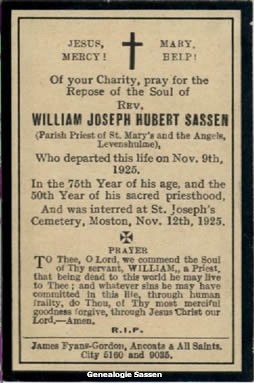 JESUS, MARY,
MERCY! HELP!
Of your Charity, pray for the
Repose of the Soul of
REV.
WILLIAM JOSEPH HUBERT SASSEN
(Parish Priest of St. Mary's and the Angels,
Levenshulme),
Who departed this life on Nov. 9th,
1925.
In the 75th Year of his age, and the
50th Year of his sacred priesthood,
And was interred at St. Joseph's
Cemetery, Moston, Nov. 12th, 1925.
PRAYER
To Thee, O Lord, we commend the Soul
of Thy servant, WILLIAM, a Priest,
that being dead to this world he may live
to Thee; and whatever sins he may have
committed in this life, through human
frailty, do Thou, of Thy most merciful
goodness forgive, through Jesus Christ our
Lord.—Amen.
R.I.P.
James Fyans-Gordon, Ancoats & All Saints.
City 5160 and 9035.
Genealogie Sassen